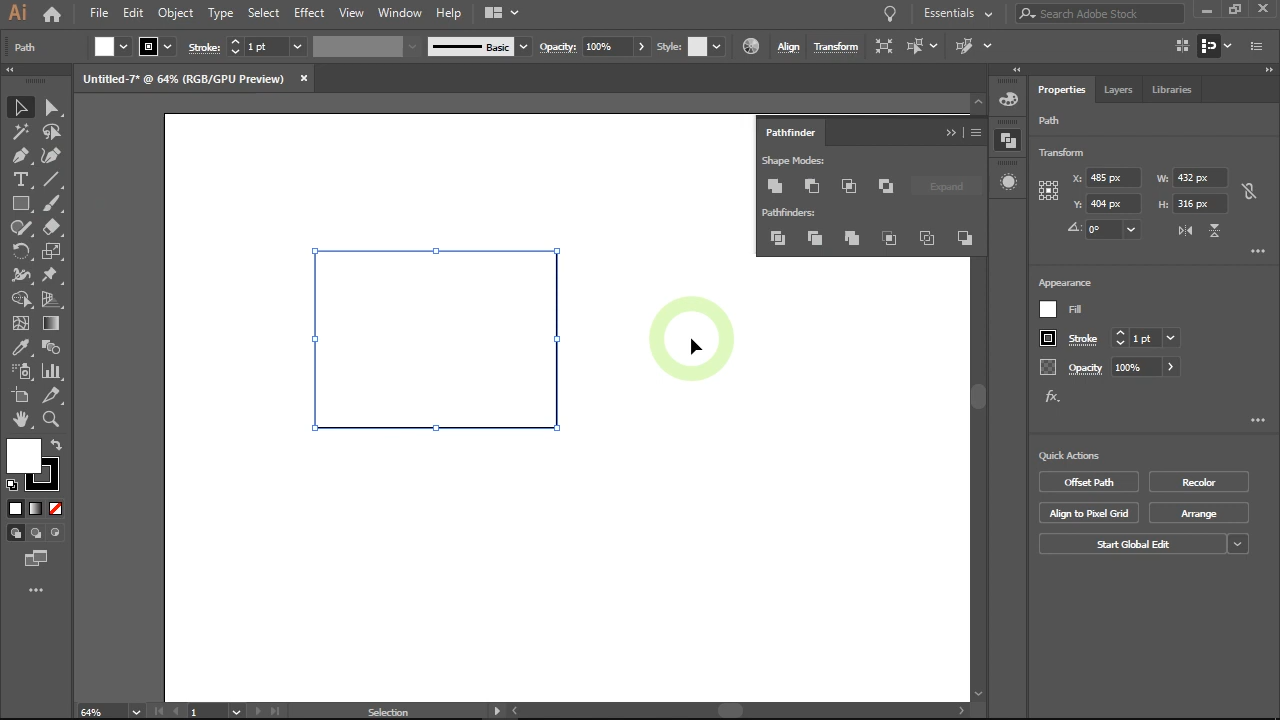 Ai File Edit Object Type Select Effect View Window Help Essentials Search Adobe Stock
Path Stroke: 1 pt Basic Opacity: 100% Style: Align Transform
Untitled-7* @ 64% (RGB/GPU Preview)
Properties Layers Libraries
Path
Pathfinder
Shape Modes:
Expand
Pathfinders:
Transform
X: 485 px W: 432 px
Y: 404 px H: 316 px
0°
Appearance
Fill
Stroke 1 pt
Opacity 100%
fx.
Quick Actions
Offset Path Recolor
Align to Pixel Grid Arrange
Start Global Edit
64% 1 Selection